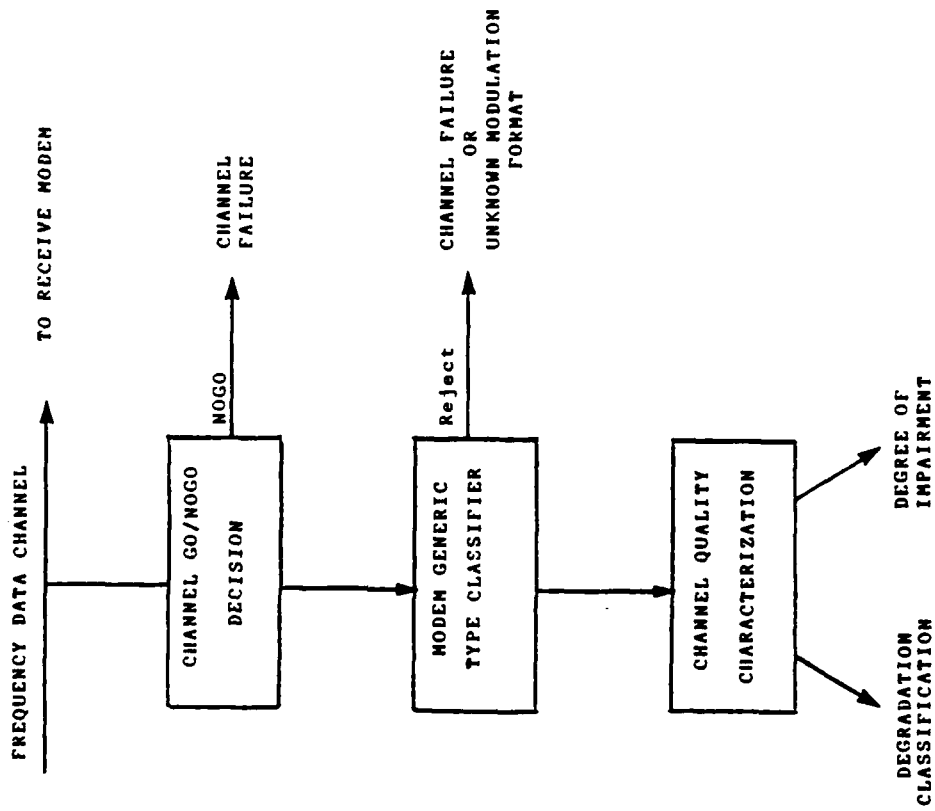 FREQUENCY DATA CHANNEL
TO RECEIVE MODEM
CHANNEL GO/NOGO
DECISION
NOGO
CHANNEL
FAILURE
MODEM GENERIC
TYPE CLASSIFIER
Reject
CHANNEL FAILURE
OR
UNKNOWN MODULATION
FORMAT
CHANNEL QUALITY
CHARACTERIZATION
DEGRADATION
CLASSIFICATION
DEGREE OF
IMPAIRMENT